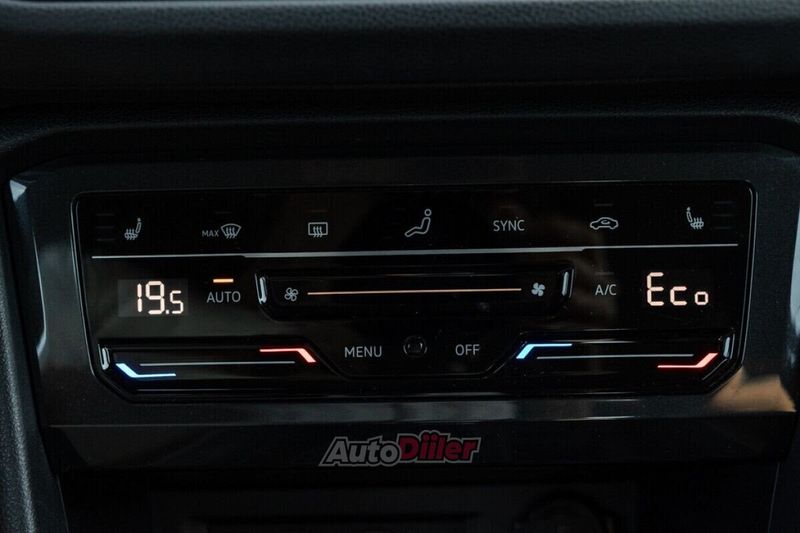 MAX
SYNC
19.5
AUTO
A/C
Eco
MENU
OFF
AutoDiiler